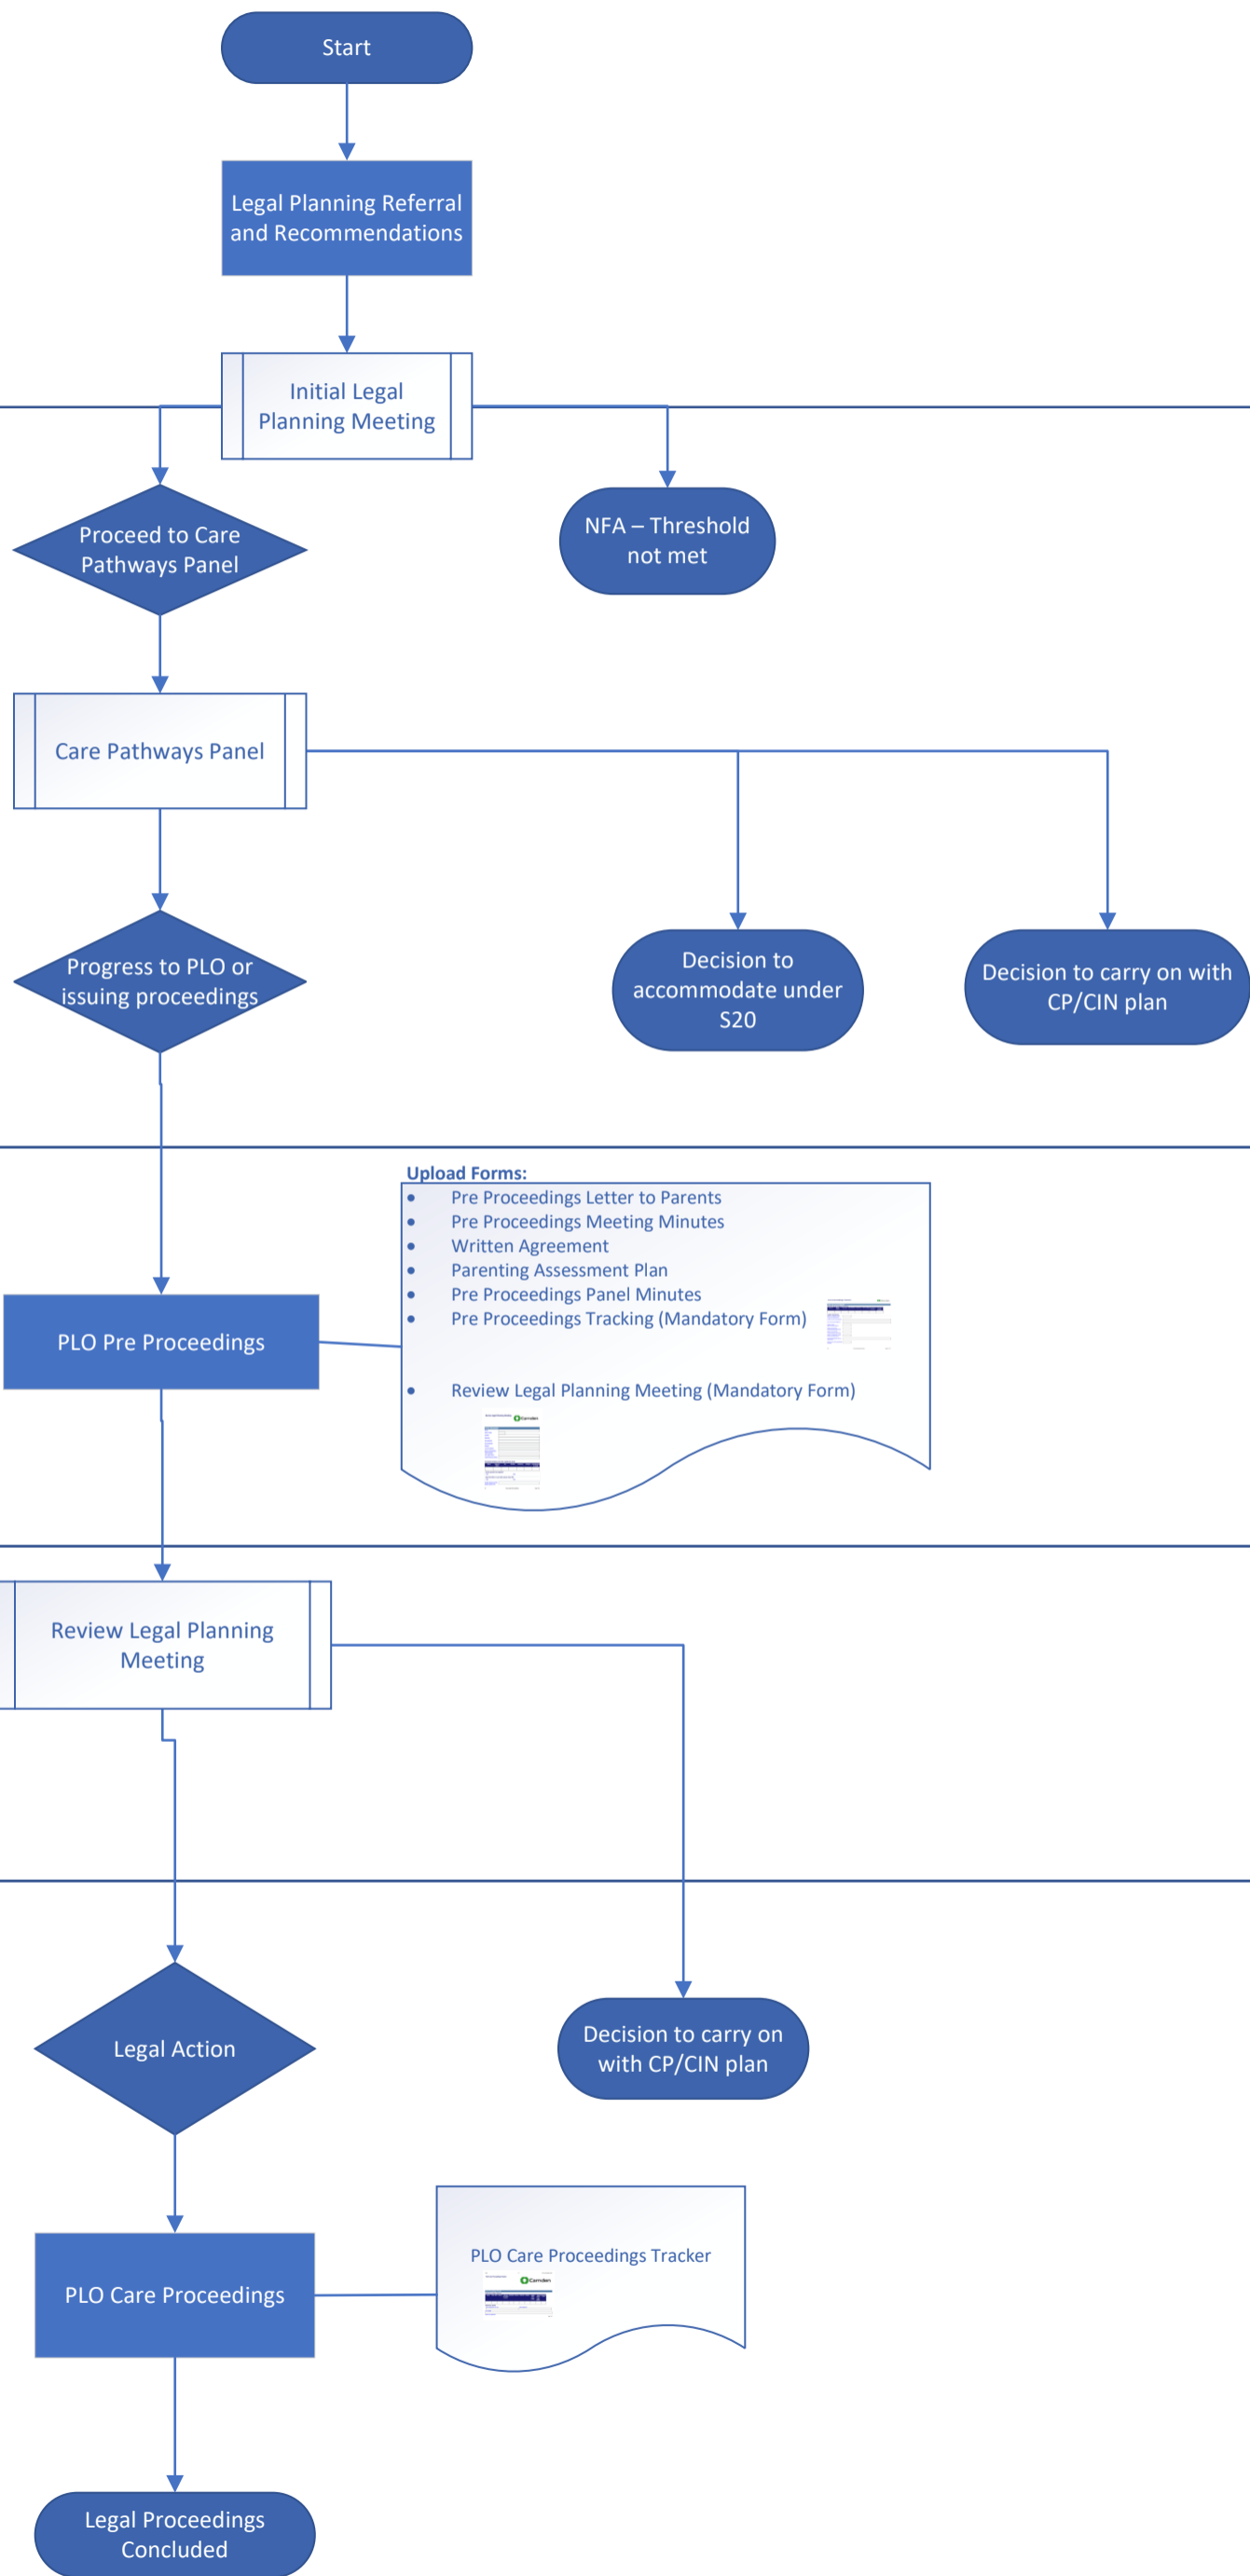 Start
Legal Planning Referral
and Recommendations
Initial Legal
Planning Meeting
Proceed to Care
Pathways Panel
NFA – Threshold
not met
Care Pathways Panel
Progress to PLO or
issuing proceedings
Decision to
accommodate under
S20
Decision to carry on with
CP/CIN plan
Upload Forms:
• Pre Proceedings Letter to Parents
• Pre Proceedings Meeting Minutes
• Written Agreement
• Parenting Assessment Plan
• Pre Proceedings Panel Minutes
• Pre Proceedings Tracking (Mandatory Form)
• Review Legal Planning Meeting (Mandatory Form)
Camden
PLO Pre Proceedings
Review Legal Planning
Meeting
Legal Action
Decision to carry on
with CP/CIN plan
PLO Care Proceedings
PLO Care Proceedings Tracker
Camden
Legal Proceedings
Concluded